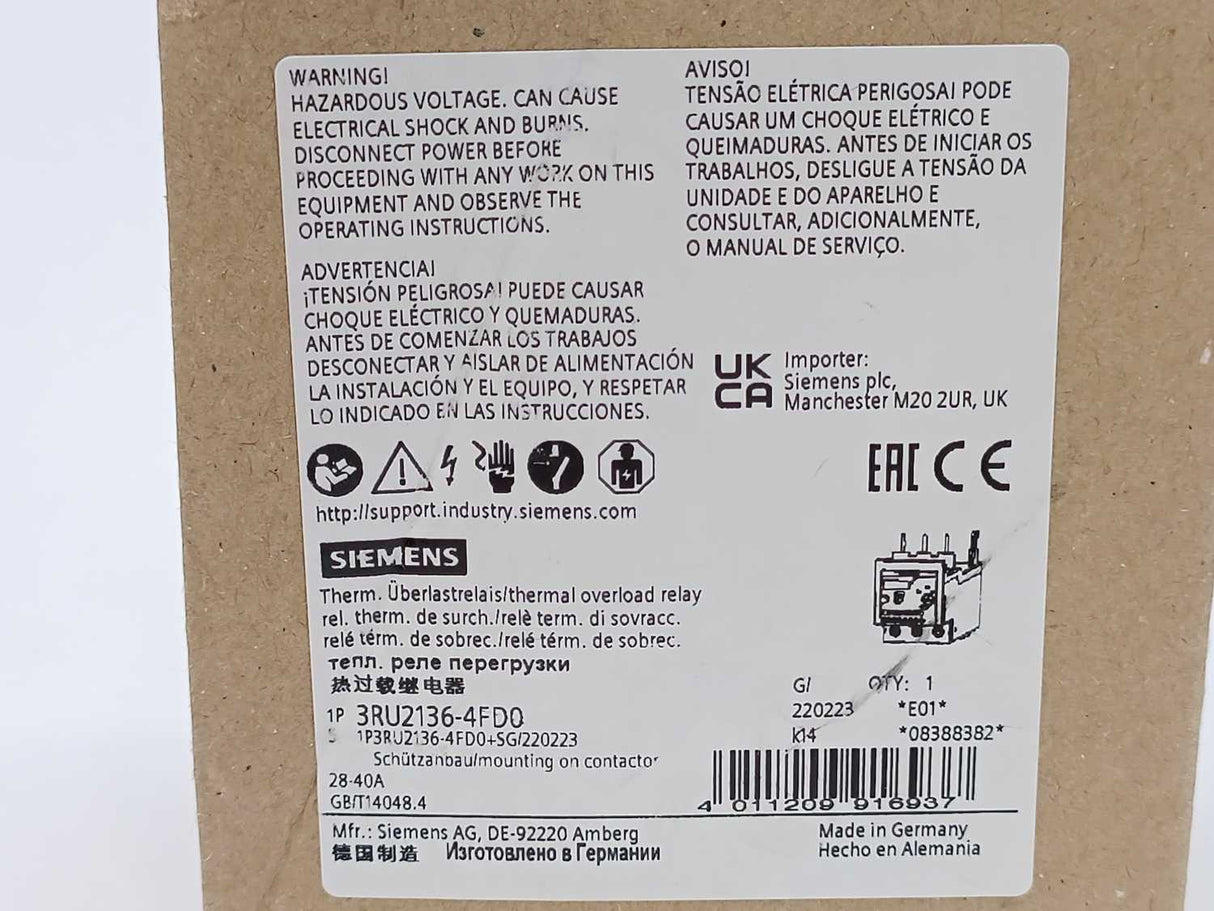 WARNING!
HAZARDOUS VOLTAGE. CAN CAUSE
ELECTRICAL SHOCK AND BURNS.
DISCONNECT POWER BEFORE
PROCEEDING WITH ANY WORK ON THIS
EQUIPMENT AND OBSERVE THE
OPERATING INSTRUCTIONS.
AVISO!
TENSÃO ELÉTRICA PERIGOSA! PODE
CAUSAR UM CHOQUE ELÉTRICO E
QUEIMADURAS. ANTES DE INICIAR OS
TRABALHOS, DESLIGUE A TENSÃO DA
UNIDADE E DO APARELHO E
CONSULTAR, ADICIONALMENTE,
O MANUAL DE SERVIÇO.
ADVERTENCIA!
¡TENSIÓN PELIGROSA! PUEDE CAUSAR
CHOQUE ELÉCTRICO Y QUEMADURAS.
ANTES DE COMENZAR LOS TRABAJOS
DESCONECTAR Y AISLAR DE ALIMENTACIÓN
LA INSTALACIÓN Y EL EQUIPO, Y RESPETAR
LO INDICADO EN LAS INSTRUCCIONES.
UK
CA
Importer:
Siemens plc,
Manchester M20 2UR, UK
EAC CE
http://support.industry.siemens.com
SIEMENS
Therm. Überlastrelais/thermal overload relay
rel. therm. de surch./relè term. di sovracc.
relé térm. de sobrec./relé térm. de sobrec.
тепл. реле перегрузки
热过载继电器
1P 3RU2136-4FD0
S 1P3RU2136-4FD0+SG/220223
Schützanbau/mounting on contactor
28-40A
GB/T14048.4
G/ QTY: 1
220223 *E01*
K14 *08388382*
4 011209 916937
Mfr.: Siemens AG, DE-92220 Amberg
德国制造 Изготовлено в Германии
Made in Germany
Hecho en Alemania